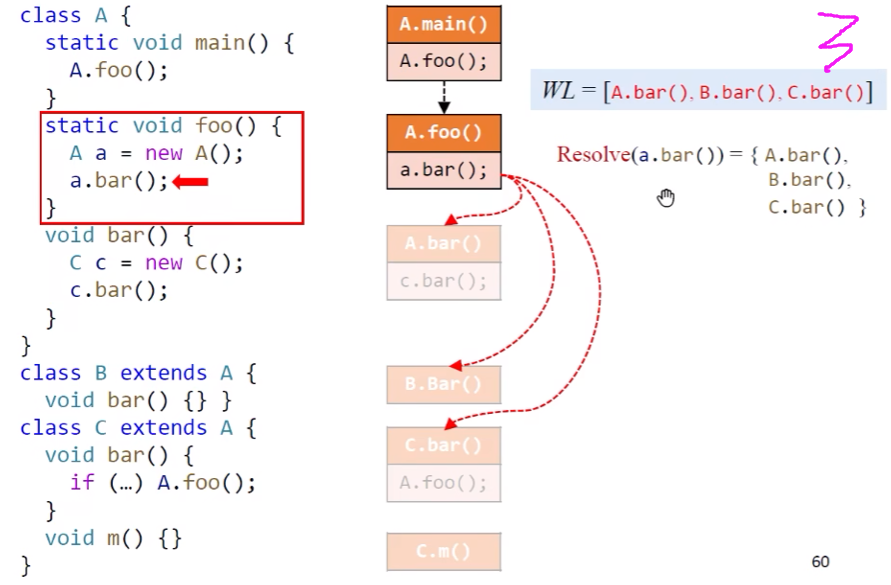 class A {
static void main() {
A.foo();
}
static void foo() {
A a = new A();
a.bar();
}
void bar() {
C c = new C();
c.bar();
}
}
class B extends A {
void bar() {} }
class C extends A {
void bar() {
if (…) A.foo();
}
void m() {}
}
A.main()
A.foo();
A.foo()
a.bar();
A.bar()
c.bar();
B.Bar()
C.bar()
A.foo();
C.m()
WL = [A.bar(), B.bar(), C.bar()]
Resolve(a.bar()) = { A.bar(),
B.bar(),
C.bar() }
60